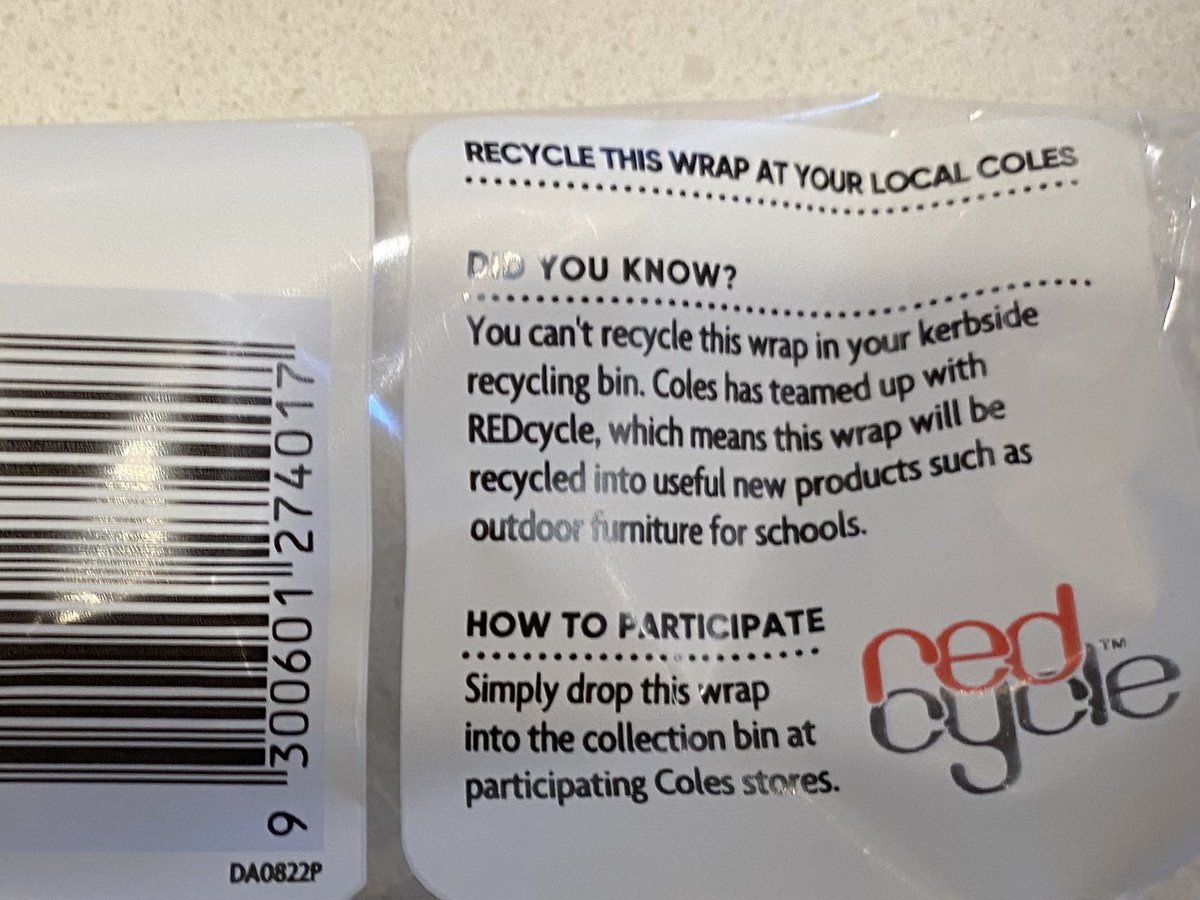 RECYCLE THIS WRAP AT YOUR LOCAL COLES
DID YOU KNOW?
You can't recycle this wrap in your kerbside
recycling bin. Coles has teamed up with
REDcycle, which means this wrap will be
recycled into useful new products such as
outdoor furniture for schools.
HOW TO PARTICIPATE
Simply drop this wrap
into the collection bin at
participating Coles stores.
red
cycle™
9 300601 274017
DA0822P